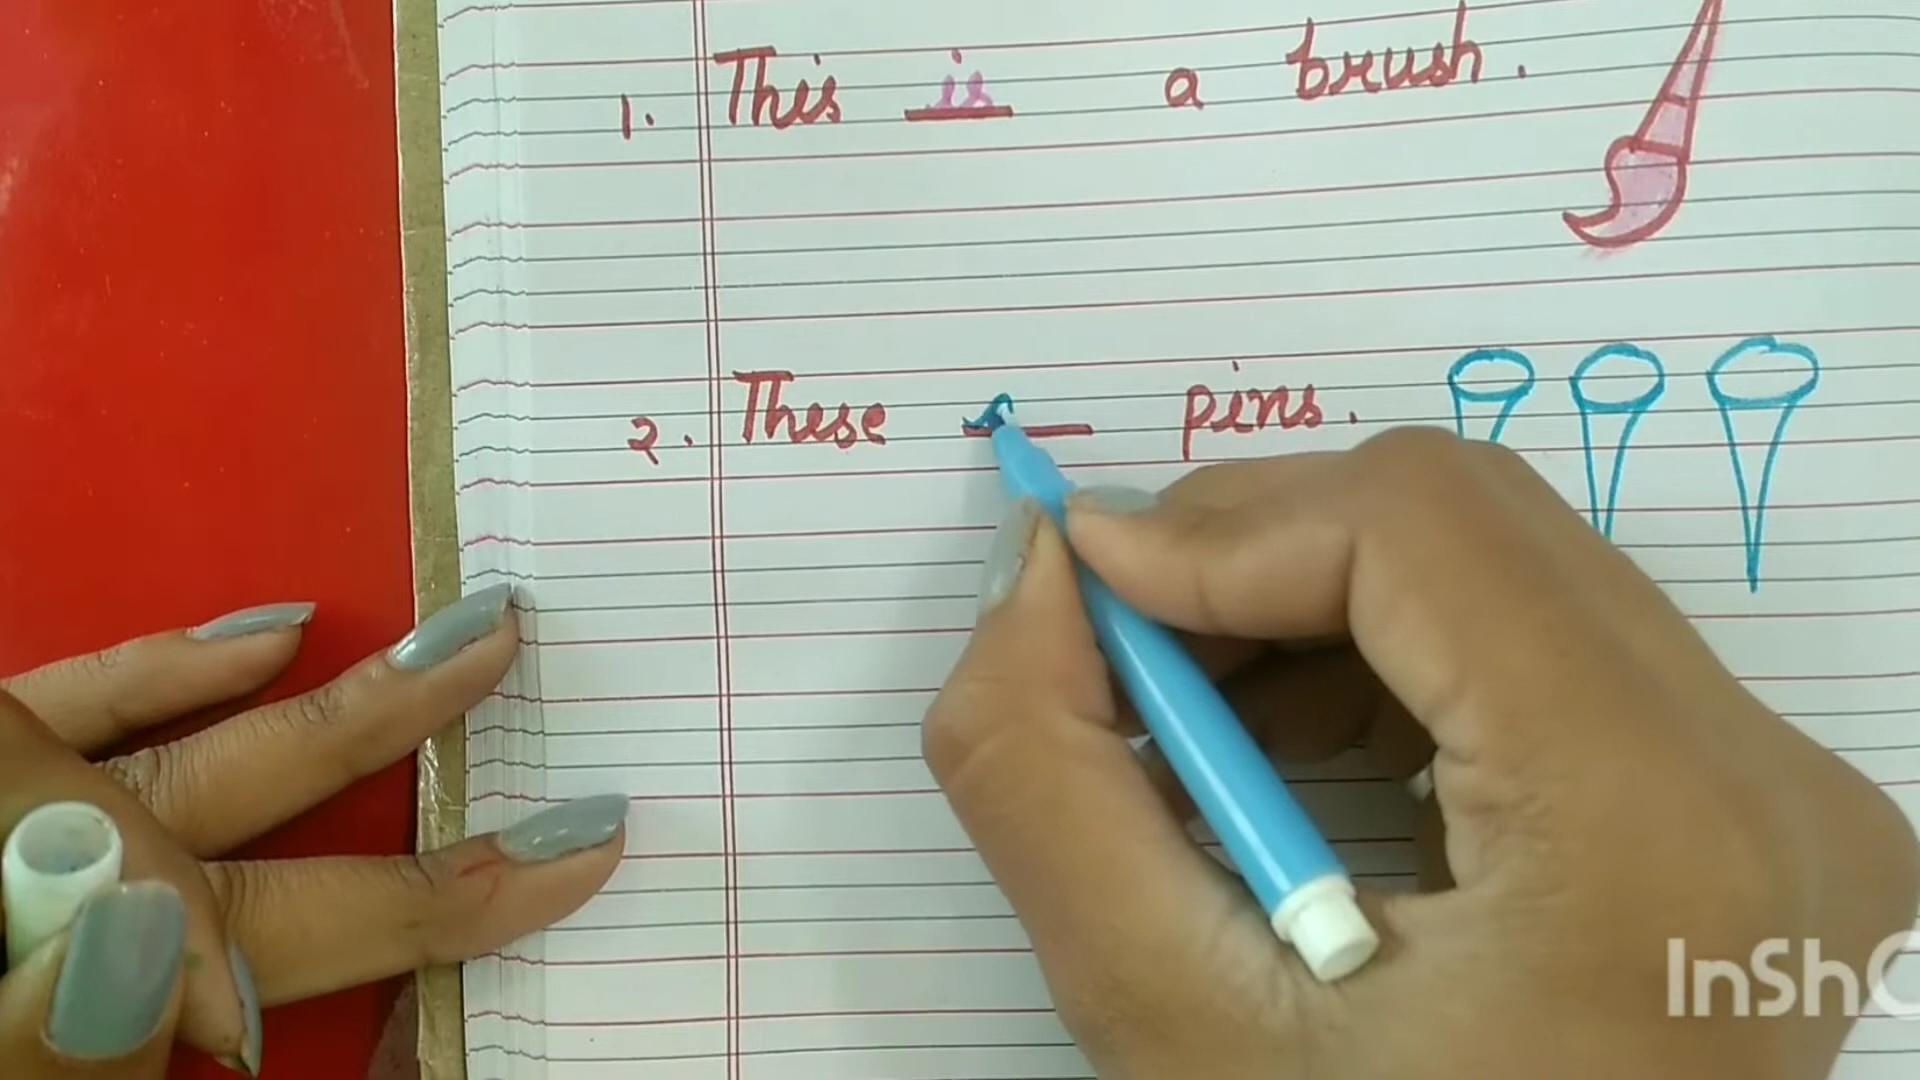 1. This is a brush.
2. These pins.
InSh